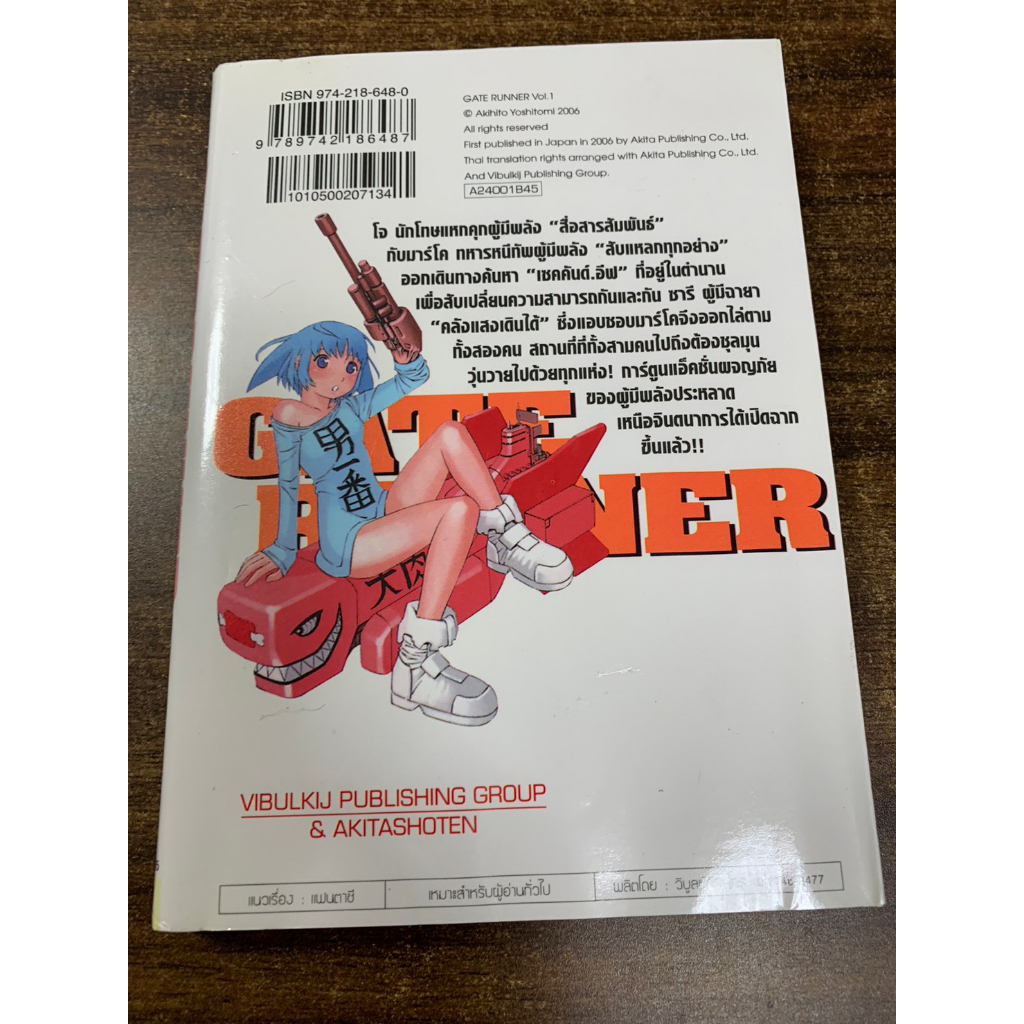 ISBN 974-218-648-0
9 789742 186487
1010500207134
GATE RUNNER Vol.1
© Akihito Yoshitomi 2006
All rights reserved
First published in Japan in 2006 by Akita Publishing Co., Ltd.
Thai translation rights arranged with Akita Publishing Co., Ltd.
And Vibulkij Publishing Group.
A24001B45
โจ นักโทษแหกคุกผู้มีพลัง “สื่อสารสัมพันธ์”
กับมาร์โค ทหารหนีทัพผู้มีพลัง “สับแหลกทุกอย่าง”
ออกเดินทางค้นหา “เซคคันด์.อีฟ” ที่อยู่ในตำนาน
เพื่อสับเปลี่ยนความสามารถกันและกัน ซารี ผู้มีฉายา
“คลังแสงเดินได้” ซึ่งแอบชอบมาร์โคจึงออกไล่ตาม
ทั้งสองคน สถานที่ที่ทั้งสามคนไปถึงต้องชุลมุน
วุ่นวายไปด้วยทุกแห่ง! การ์ตูนแอ็คชั่นผจญภัย
ของผู้มีพลังประหลาด
เหนือจินตนาการได้เปิดฉาก
ขึ้นแล้ว!!
GATE
R NER
男一番
大肉
VIBULKIJ PUBLISHING GROUP
& AKITASHOTEN
แนวเรื่อง : แฟนตาซี
เหมาะสำหรับผู้อ่านทั่วไป
ผลิตโดย : วิบูลย์ 477